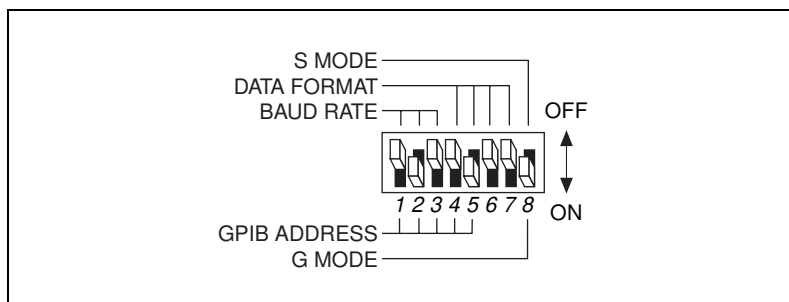 S MODE
DATA FORMAT
BAUD RATE
OFF
1 2 3 4 5 6 7 8
ON
GPIB ADDRESS
G MODE